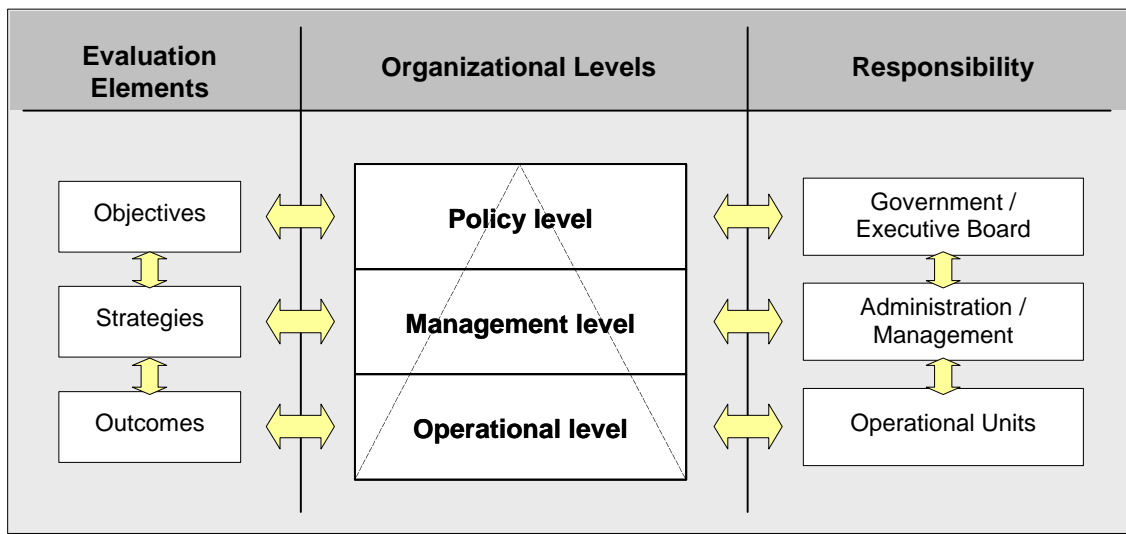 Evaluation
Elements
Organizational Levels
Responsibility
Objectives
Policy level
Government /
Executive Board
Strategies
Management level
Administration /
Management
Outcomes
Operational level
Operational Units